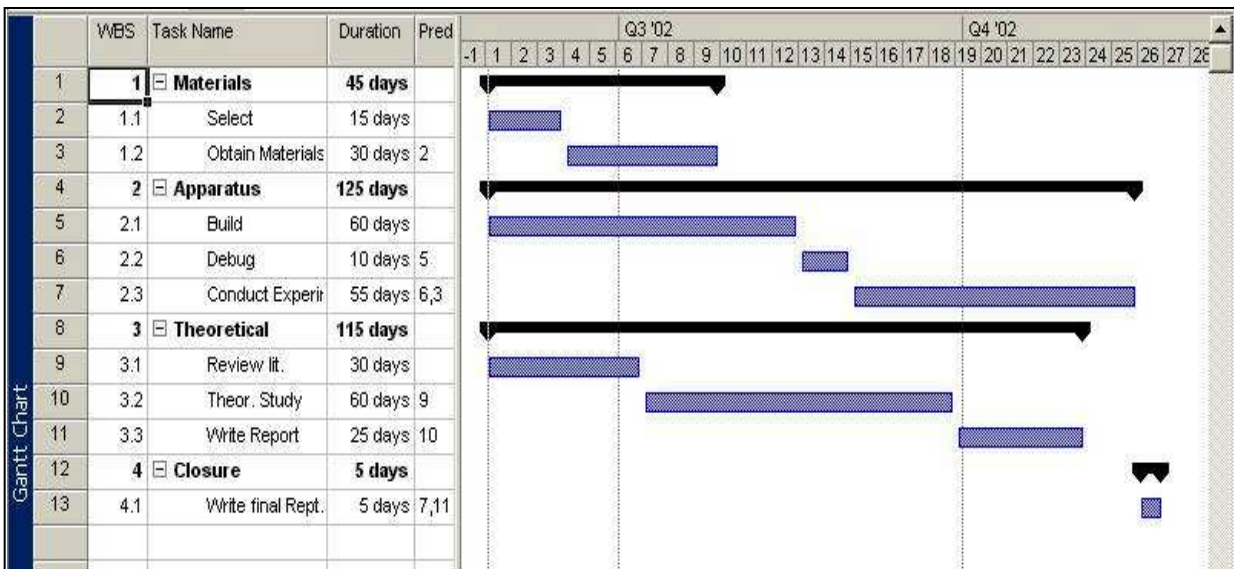 WBS Task Name Duration Pred Q3 '02 Q4 '02
-1 1 2 3 4 5 6 7 8 9 10 11 12 13 14 15 16 17 18 19 20 21 22 23 24 25 26 27 28
1 1 Materials 45 days
2 1.1 Select 15 days
3 1.2 Obtain Materials 30 days 2
4 2 Apparatus 125 days
5 2.1 Build 60 days
6 2.2 Debug 10 days 5
7 2.3 Conduct Experir 55 days 6,3
8 3 Theoretical 115 days
9 3.1 Review lit. 30 days
10 3.2 Theor. Study 60 days 9
11 3.3 Write Report 25 days 10
12 4 Closure 5 days
13 4.1 Write final Rept. 5 days 7,11
Gantt Chart